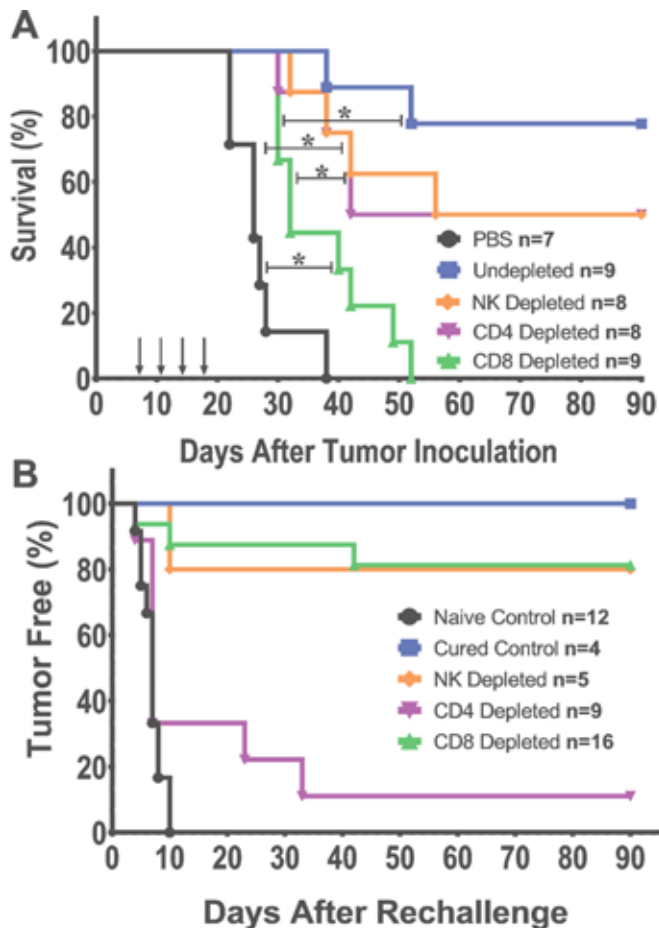 A
Survival (%)
100
80
60
40
20
0
*
*
*
*
PBS n=7
Undepleted n=9
NK Depleted n=8
CD4 Depleted n=8
CD8 Depleted n=9
0 10 20 30 40 50 60 70 80 90
Days After Tumor Inoculation
B
Tumor Free (%)
100
80
60
40
20
0
Naive Control n=12
Cured Control n=4
NK Depleted n=5
CD4 Depleted n=9
CD8 Depleted n=16
0 10 20 30 40 50 60 70 80 90
Days After Rechallenge